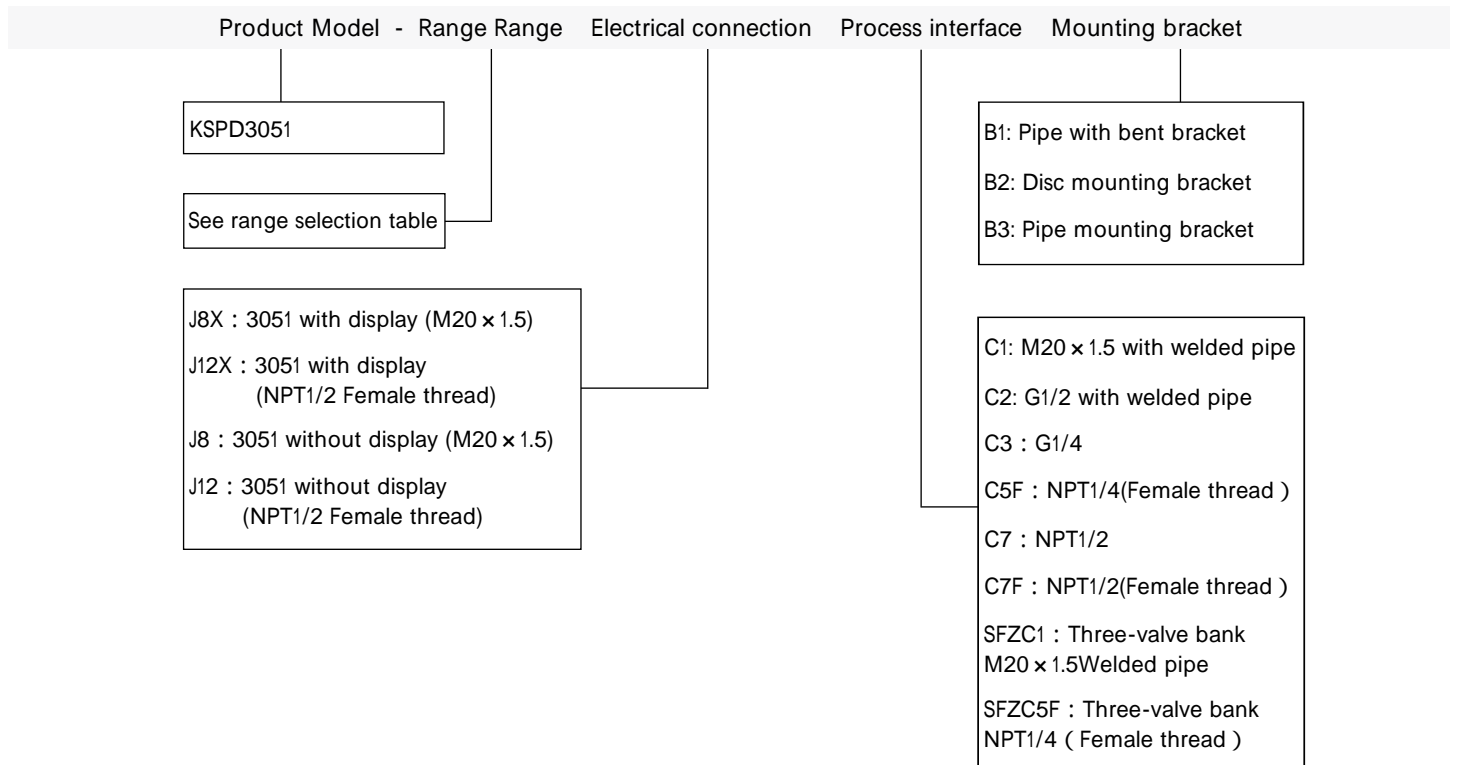 Product Model - Range Range Electrical connection Process interface Mounting bracket
KSPD3051
See range selection table
J8X：3051 with display (M20×1.5)
J12X：3051 with display
(NPT1/2 Female thread)
J8：3051 without display (M20×1.5)
J12：3051 without display
(NPT1/2 Female thread)
B1: Pipe with bent bracket
B2: Disc mounting bracket
B3: Pipe mounting bracket
C1: M20×1.5 with welded pipe
C2: G1/2 with welded pipe
C3：G1/4
C5F：NPT1/4(Female thread）
C7：NPT1/2
C7F：NPT1/2(Female thread）
SFZC1：Three-valve bank
M20×1.5Welded pipe
SFZC5F：Three-valve bank
NPT1/4（Female thread）